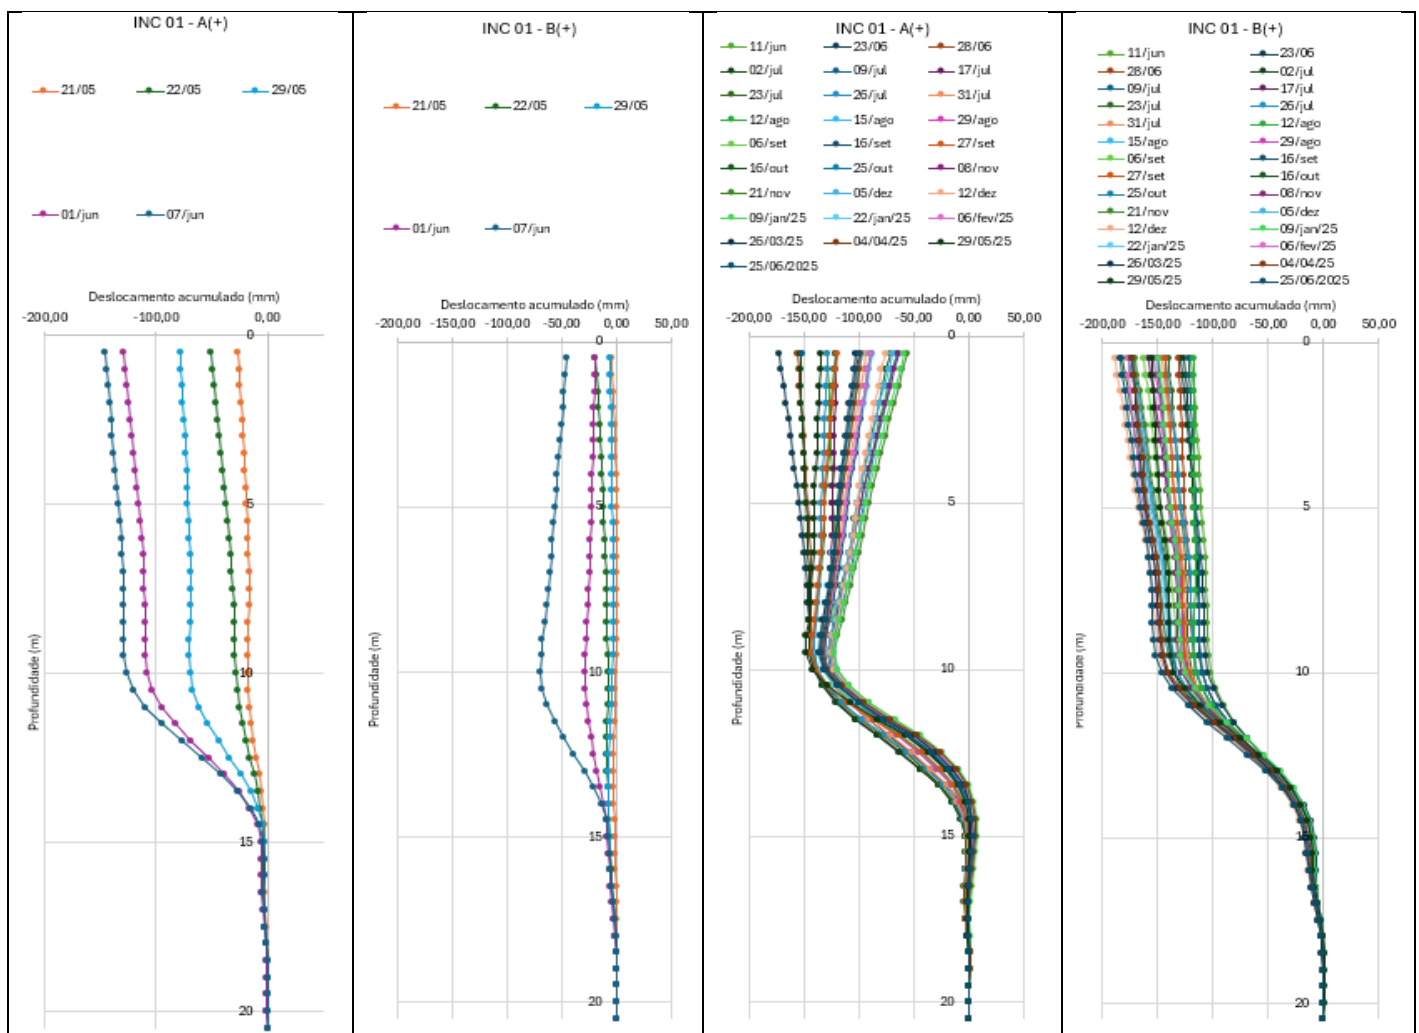 INC 01 - A(+)
21/05 22/05 29/05
01/jun 07/jun
Deslocamento acumulado (mm)
-200,00 -100,00 0,00
0
5
10
15
20
Profundidade (m)
INC 01 - B(+)
21/05 22/05 29/05
01/jun 07/jun
Deslocamento acumulado (mm)
-200,00 -150,00 -100,00 -50,00 0,00 50,00
0
5
10
15
20
Profundidade (m)
INC 01 - A(+)
11/jun 23/06 28/06
02/jul 09/jul 17/jul
23/jul 26/jul 31/jul
12/ago 15/ago 29/ago
06/set 16/set 27/set
16/out 25/out 08/nov
21/nov 05/dez 12/dez
09/jan/25 22/jan/25 06/fev/25
26/03/25 04/04/25 29/05/25
25/06/2025
Deslocamento acumulado (mm)
-200,00 -150,00 -100,00 -50,00 0,00 50,00
0
5
10
15
20
Profundidade (m)
INC 01 - B(+)
11/jun 23/06
28/06 02/jul
09/jul 17/jul
23/jul 26/jul
31/jul 12/ago
15/ago 29/ago
06/set 16/set
27/set 16/out
25/out 08/nov
21/nov 05/dez
12/dez 09/jan/25
22/jan/25 06/fev/25
26/03/25 04/04/25
29/05/25 25/06/2025
Deslocamento acumulado (mm)
-200,00 -150,00 -100,00 -50,00 0,00 50,00
0
5
10
15
20
Profundidade (m)